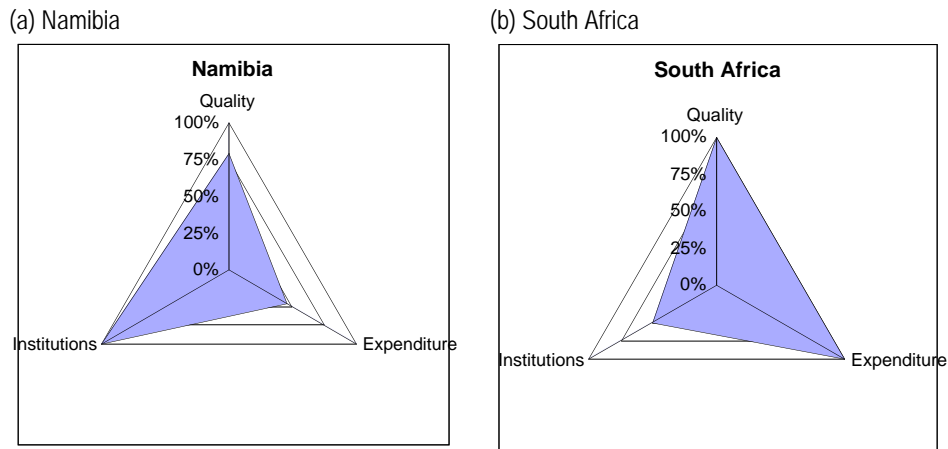 (a) Namibia
Namibia
Quality
100%
75%
50%
25%
0%
Institutions
Expenditure
(b) South Africa
South Africa
Quality
100%
75%
50%
25%
0%
Institutions
Expenditure